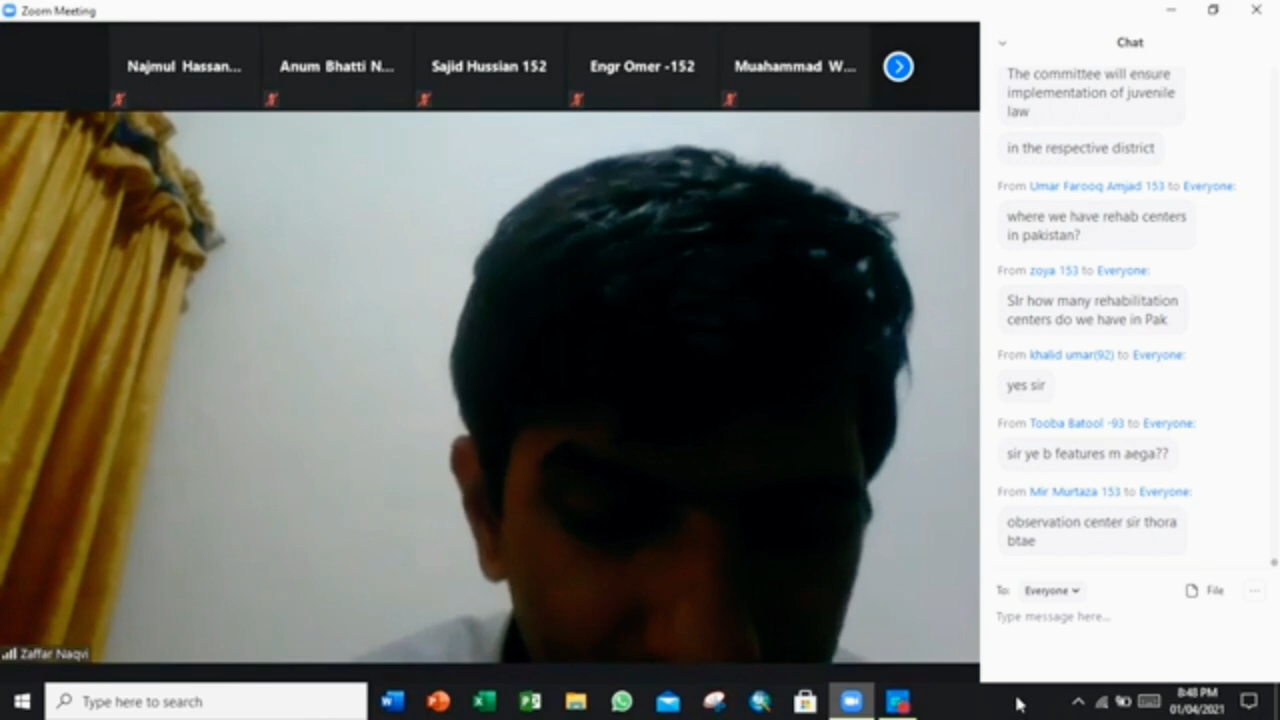 Zoom Meeting
Najmul Hassan...
Anum Bhatti N...
Sajid Hussian 152
Engr Omer -152
Muahammad W...
Zaffar Naqvi
Chat
The committee will ensure
implementation of juvenile
law
in the respective district
From Umar Farooq Amjad 153 to Everyone:
where we have rehab centers
in pakistan?
From zoya 153 to Everyone:
SIr how many rehabilitation
centers do we have in Pak
From khalid umar(92) to Everyone:
yes sir
From Tooba Batool -93 to Everyone:
sir ye b features m aega??
From Mir Murtaza 153 to Everyone:
observation center sir thora
btae
To: Everyone
File
Type message here...
Type here to search
8:48 PM
01/04/2021